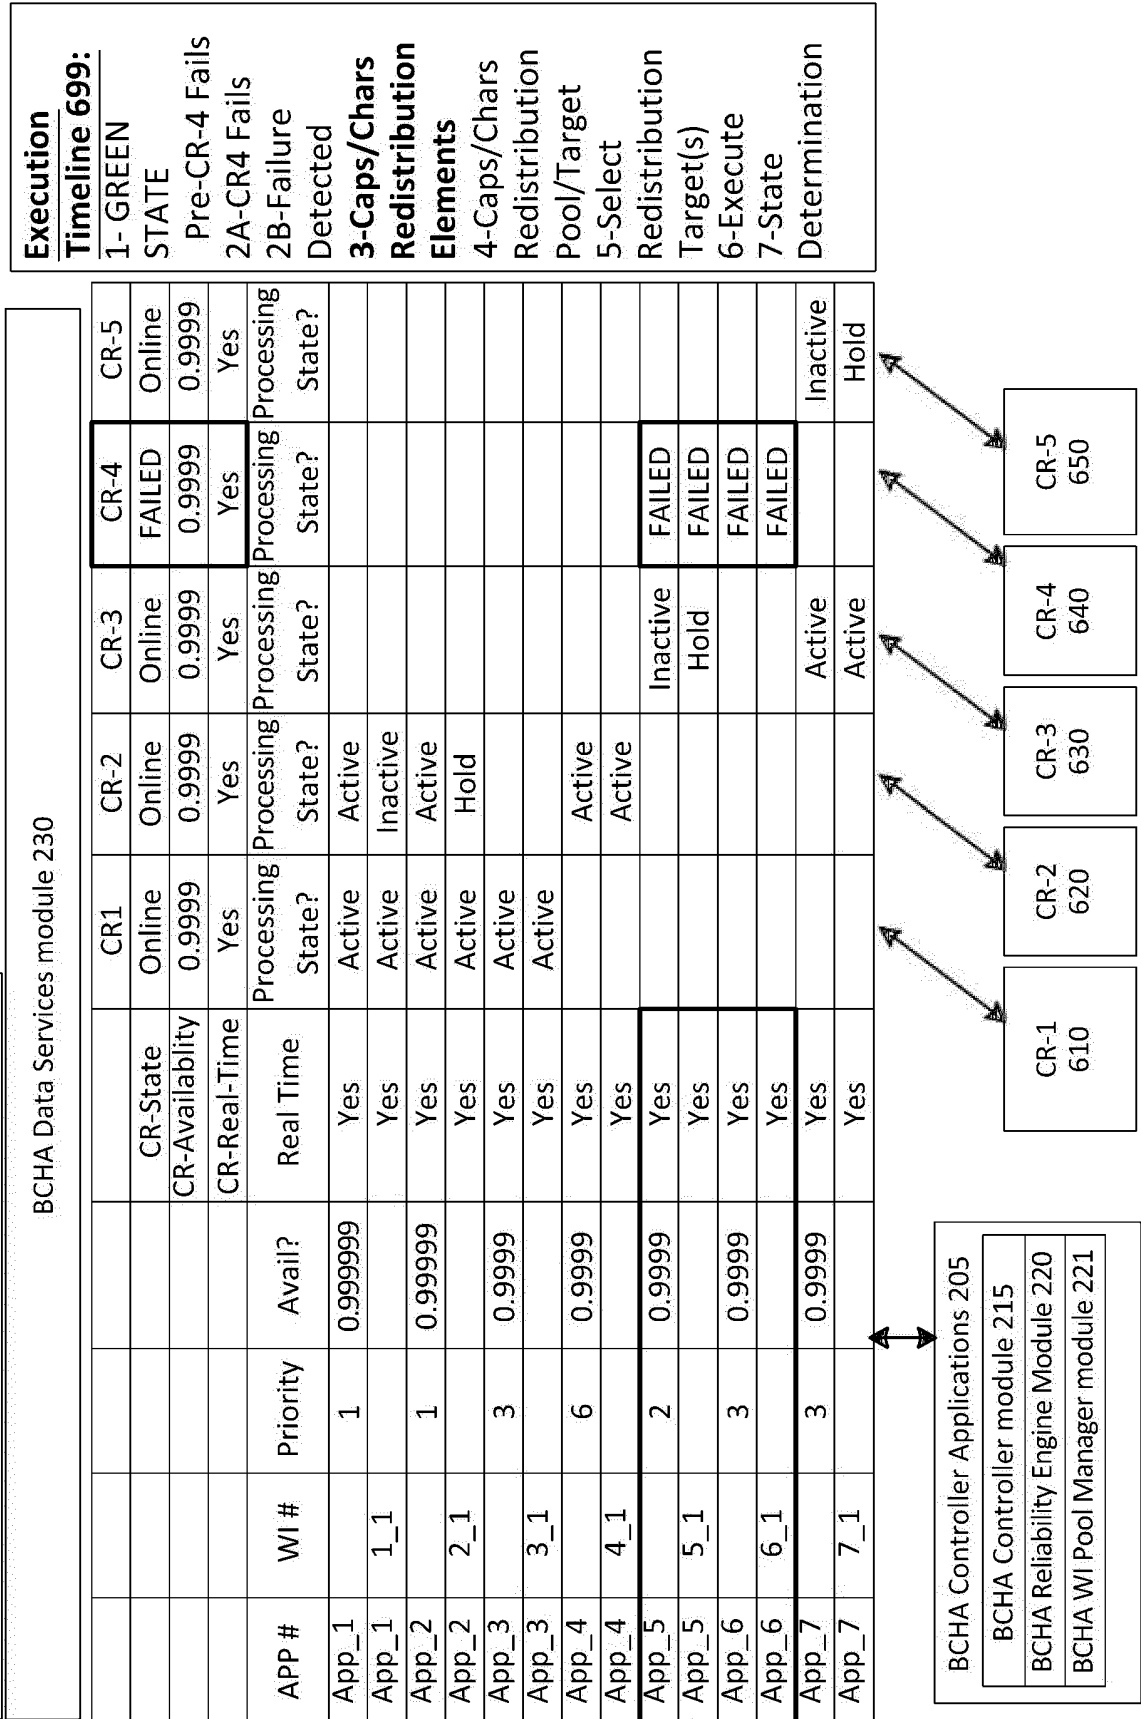 BCHA Data Services module 230
CR1 CR-2 CR-3 CR-4 CR-5
CR-State Online Online Online FAILED Online
CR-Availablity 0.9999 0.9999 0.9999 0.9999 0.9999
CR-Real-Time Yes Yes Yes Yes Yes
APP # WI # Priority Avail? Real Time Processing State? Processing State? Processing State? Processing State? Processing State?
App_1 1 0.999999 Yes Active Active
App_1 1_1 Yes Active Inactive
App_2 1 0.99999 Yes Active Active
App_2 2_1 Yes Active Hold
App_3 3 0.9999 Yes Active
App_3 3_1 Yes Active
App_4 6 0.99999 Yes Active
App_4 4_1 Yes Active
App_5 2 0.9999 Yes Inactive FAILED
App_5 5_1 Yes Hold FAILED
App_6 3 0.9999 Yes FAILED
App_6 6_1 Yes FAILED
App_7 3 0.9999 Yes Active Inactive
App_7 7_1 Yes Active Hold
Execution
Timeline 699:
1- GREEN
STATE
Pre-CR-4 Fails
2A-CR4 Fails
2B-Failure
Detected
3-Caps/Chars
Redistribution
Elements
4-Caps/Chars
Redistribution
Pool/Target
5-Select
Redistribution
Target(s)
6-Execute
7-State
Determination
BCHA Controller Applications 205
BCHA Controller module 215
BCHA Reliability Engine Module 220
BCHA WI Pool Manager module 221
CR-1
610
CR-2
620
CR-3
630
CR-4
640
CR-5
650